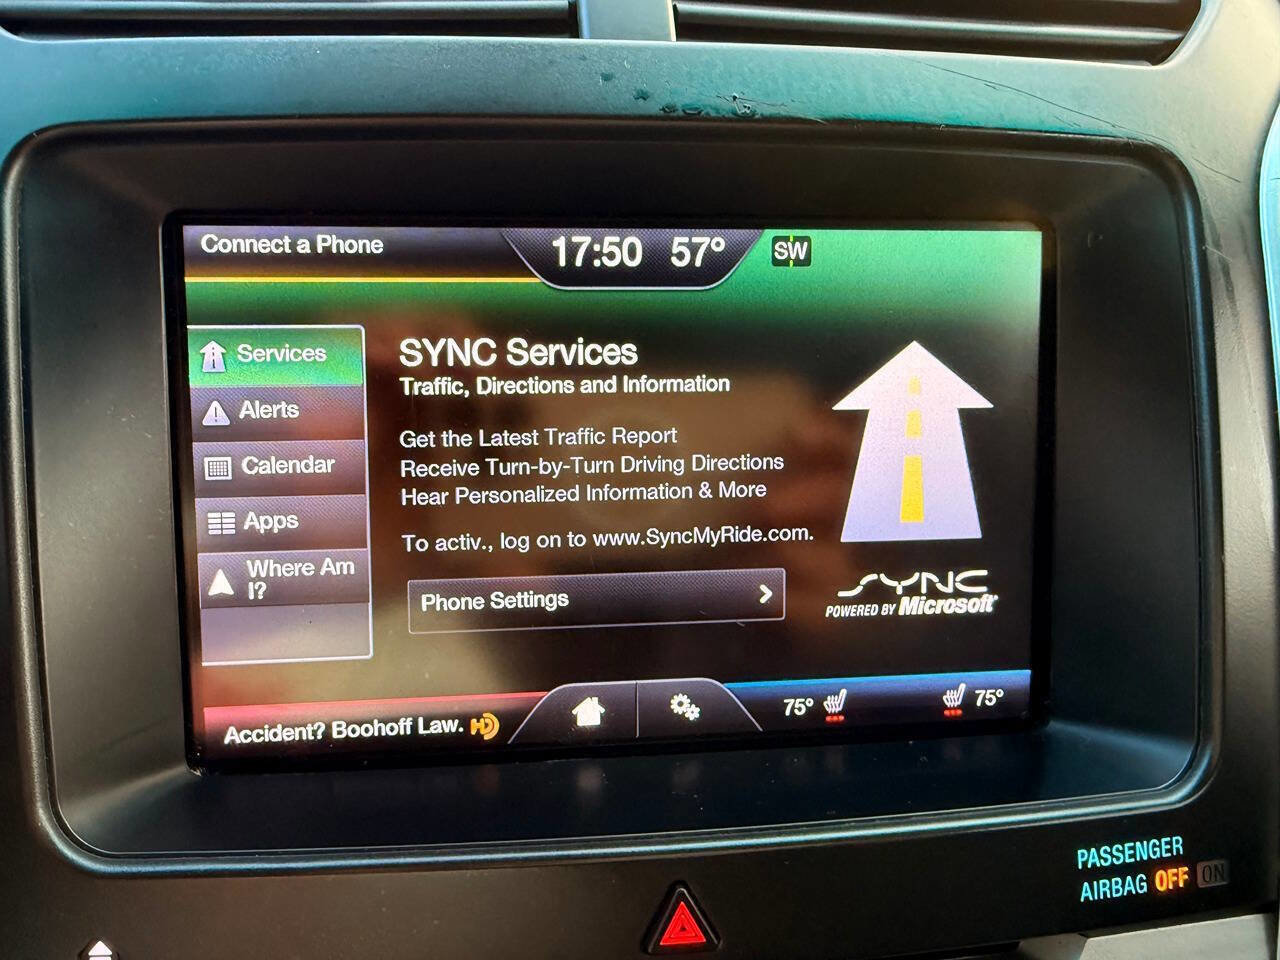 Connect a Phone
17:50 57°
SW
Services
Alerts
Calendar
Apps
Where Am
I?
SYNC Services
Traffic, Directions and Information
Get the Latest Traffic Report
Receive Turn-by-Turn Driving Directions
Hear Personalized Information & More
To activ., log on to www.SyncMyRide.com.
Phone Settings
SYNC
POWERED BY Microsoft
Accident? Boohoff Law. HD
75° 75°
PASSENGER
AIRBAG OFF ON